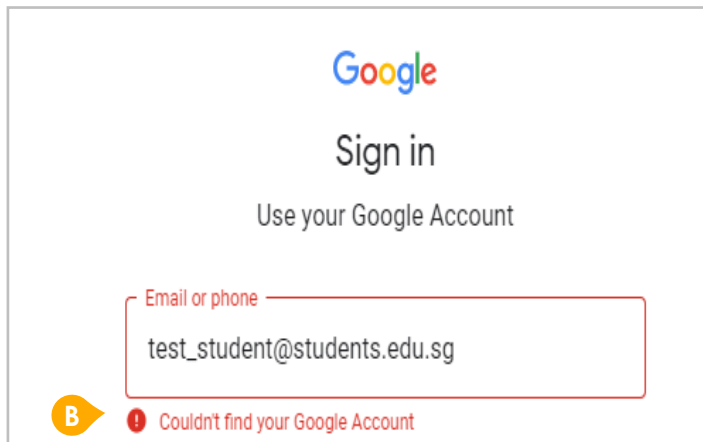 Google
Sign in
Use your Google Account
Email or phone
test_student@students.edu.sg
B
Couldn't find your Google Account